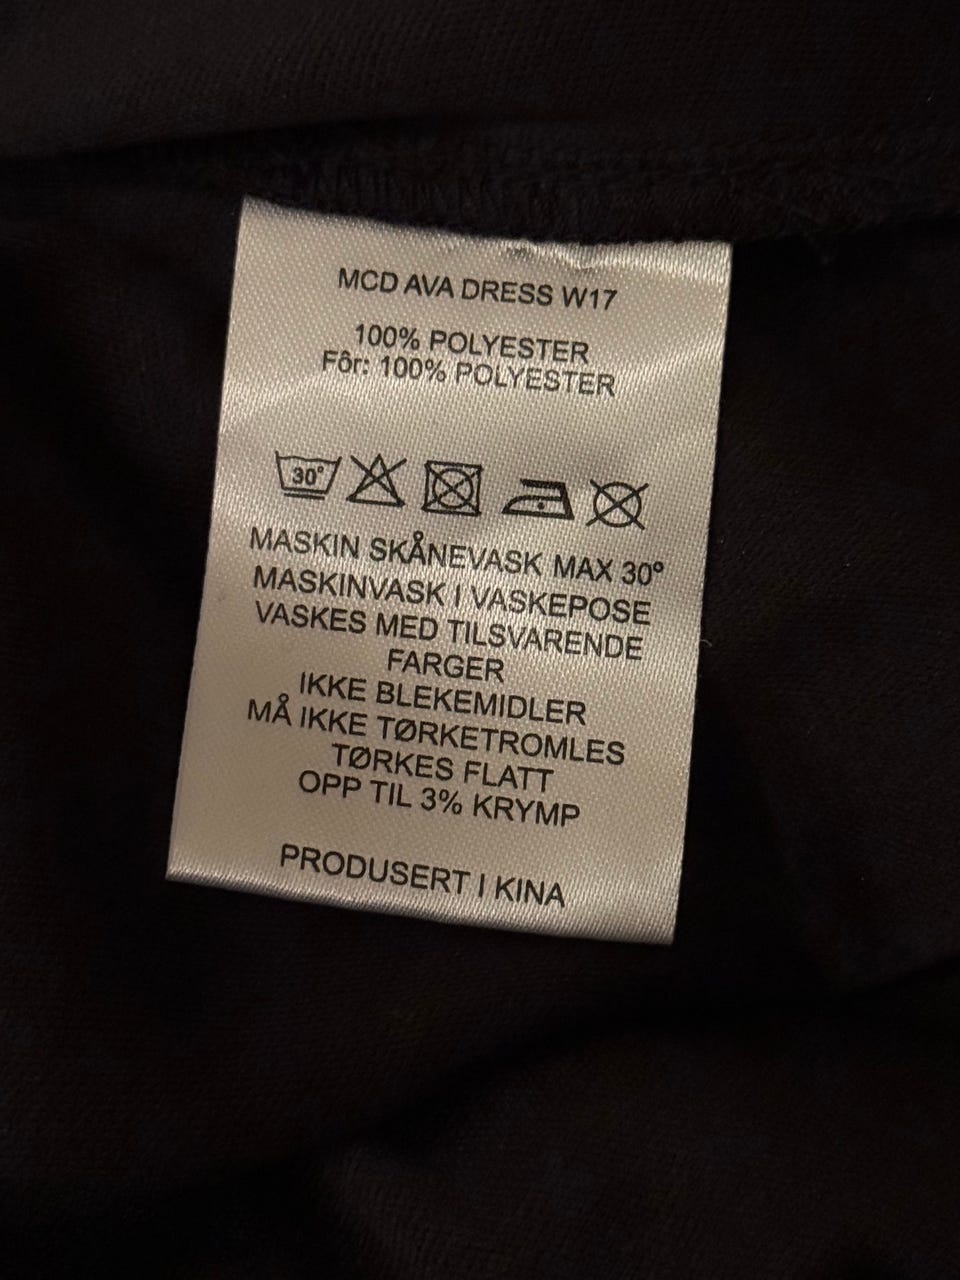 MCD AVA DRESS W17
100% POLYESTER
Fôr: 100% POLYESTER
30°
MASKIN SKÅNEVASK MAX 30°
MASKINVASK I VASKEPOSE
VASKES MED TILSVARENDE
FARGER
IKKE BLEKEMIDLER
MÅ IKKE TØRKETROMLES
TØRKES FLATT
OPP TIL 3% KRYMP
PRODUSERT I KINA